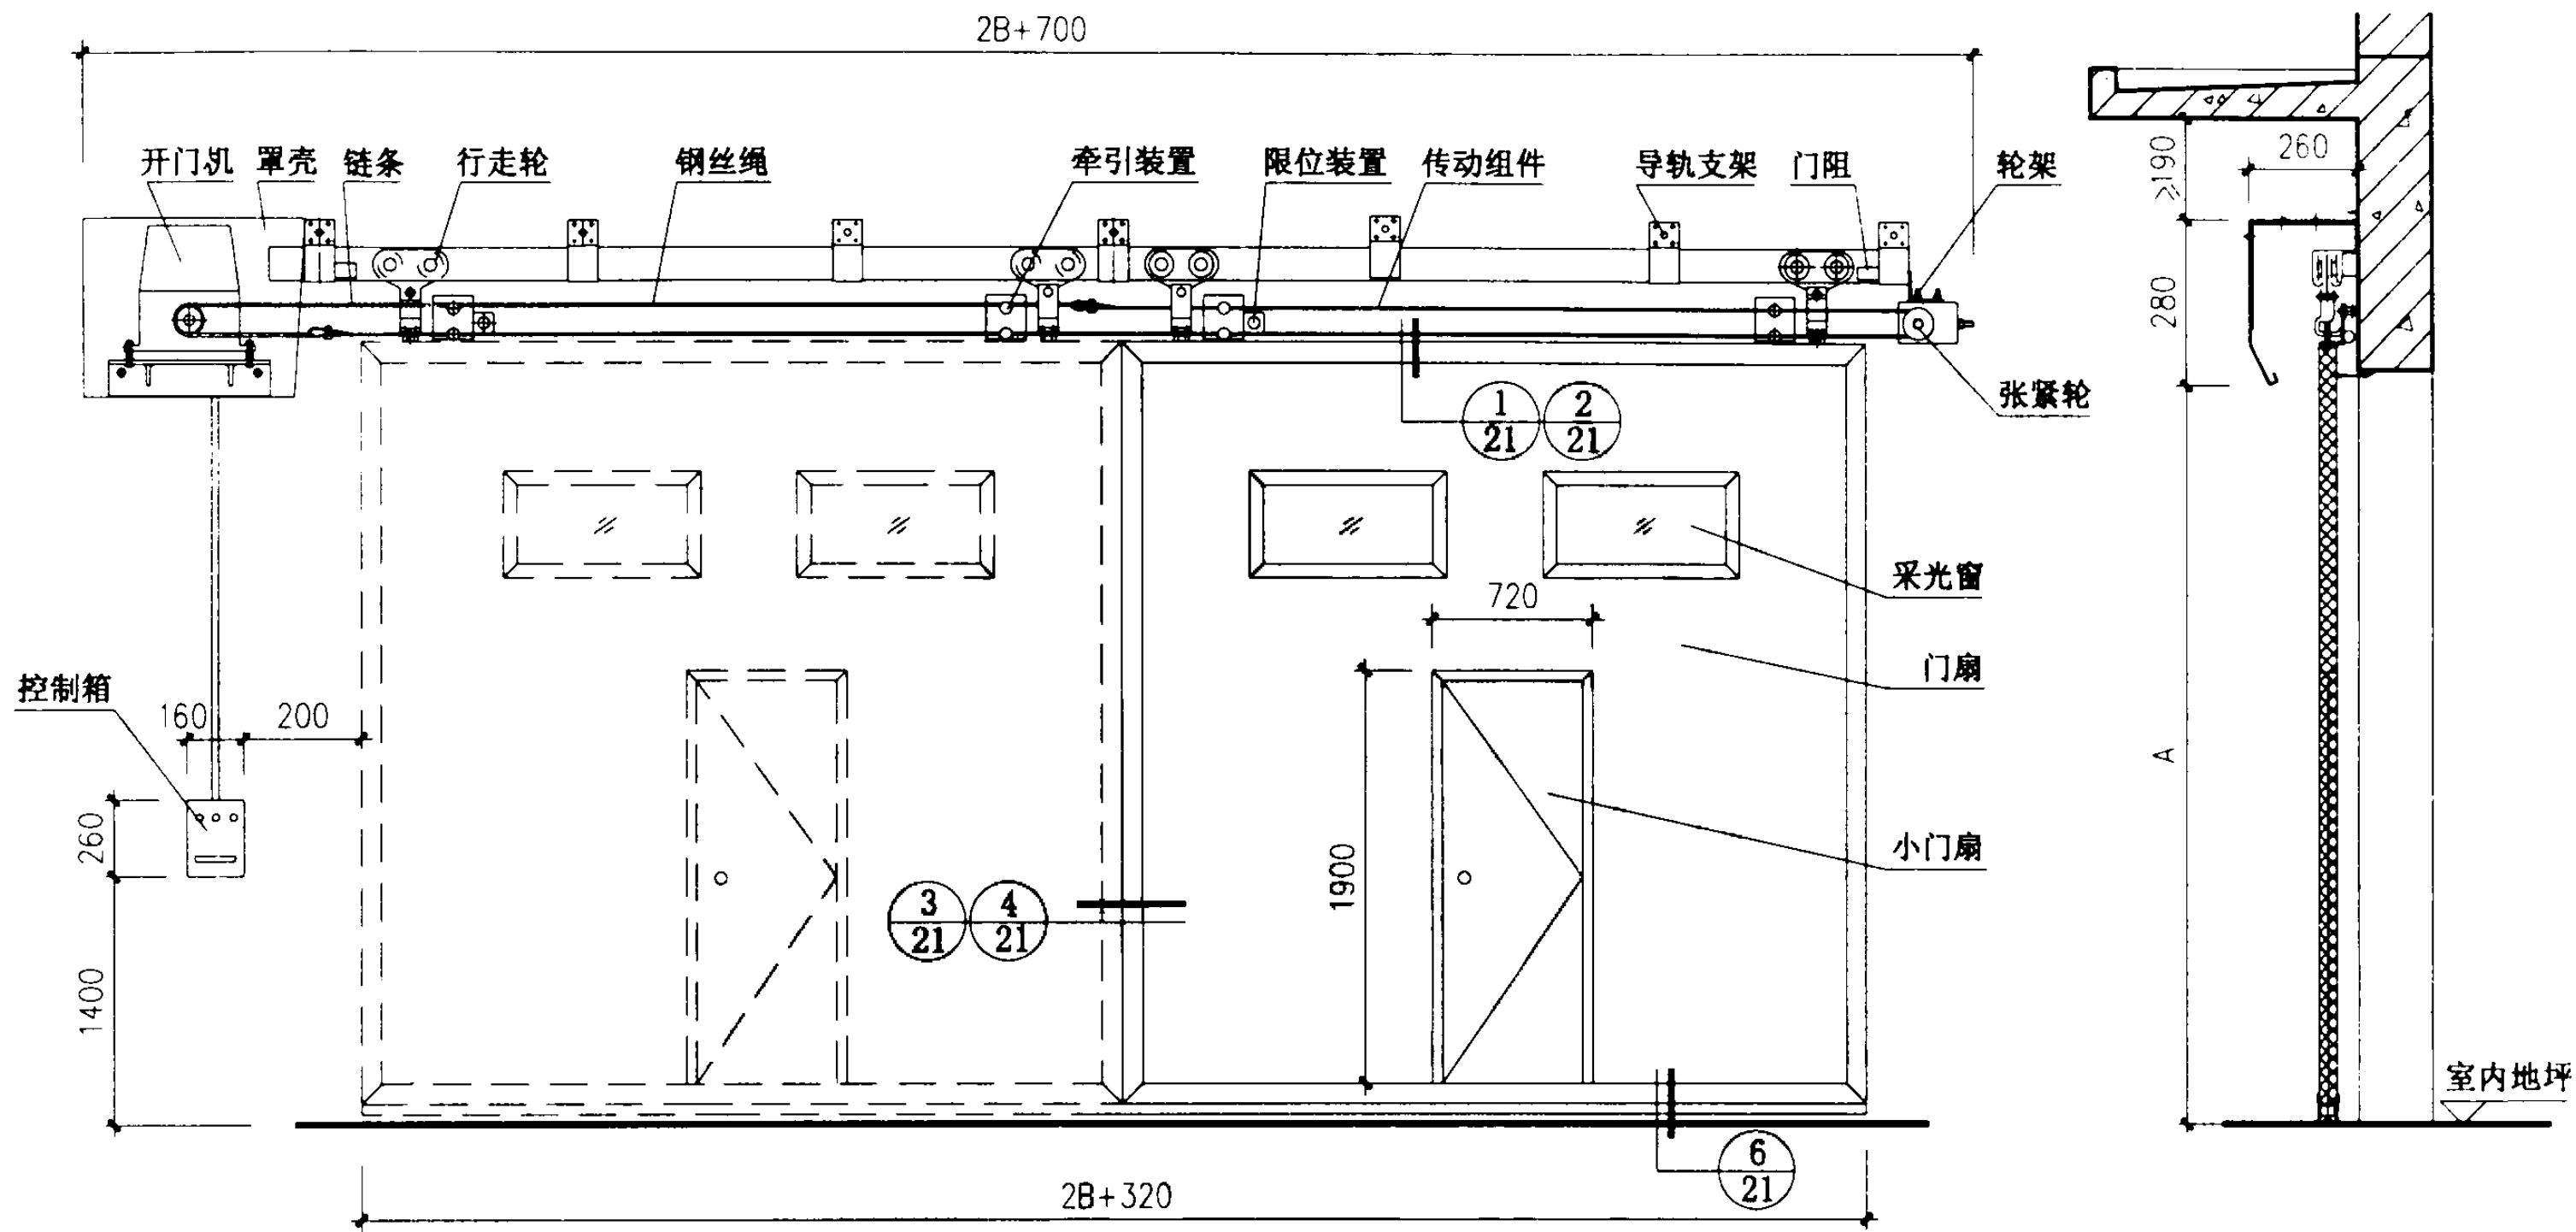 2B+700
开门机
罩壳
链条
行走轮
钢丝绳
牵引装置
限位装置
传动组件
导轨支架
门阻
轮架
≥190
260
280
张紧轮
1
21
2
21
采光窗
720
门扇
控制箱
160
200
A
小门扇
260
1900
3
21
4
21
1400
室内地坪
6
21
2B+320